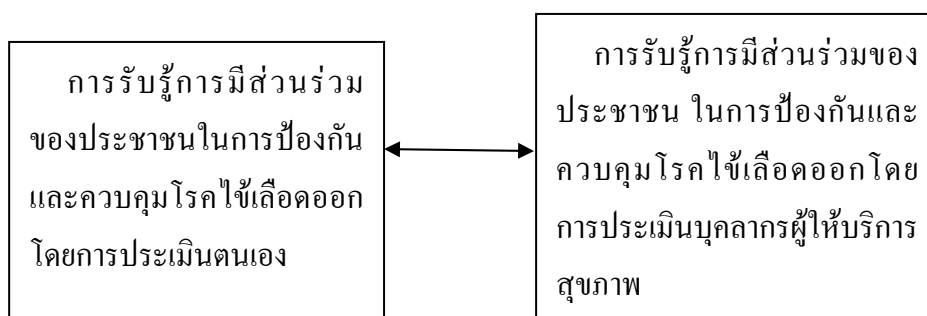 การรับรู้การมีส่วนร่วม
ของประชาชนในการป้องกัน
และควบคุมโรคไข้เลือดออก
โดยการประเมินตนเอง
การรับรู้การมีส่วนร่วมของ
ประชาชน ในการป้องกันและ
ควบคุมโรคไข้เลือดออกโดย
การประเมินบุคลากรผู้ให้บริการ
สุขภาพ